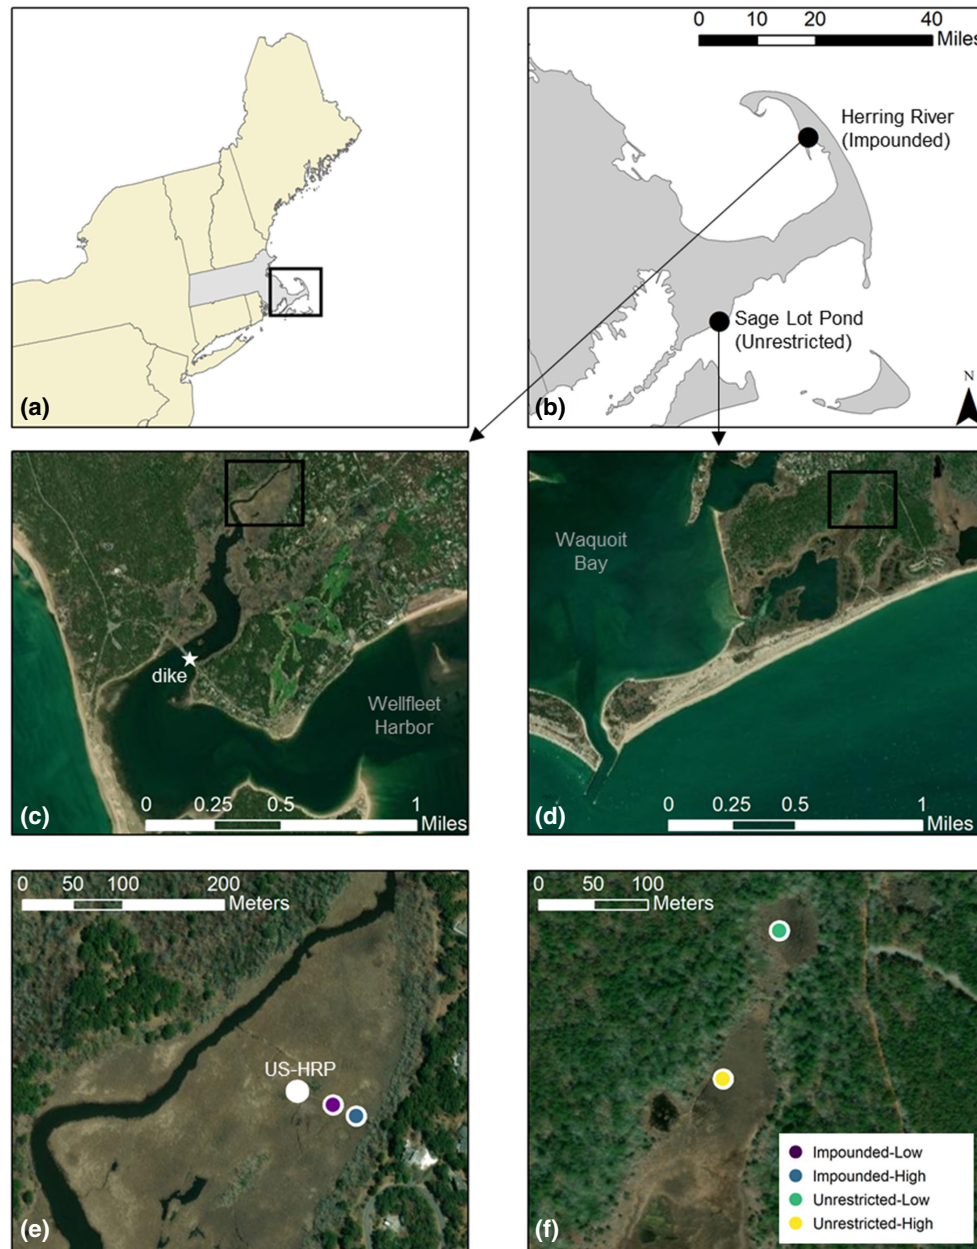 (a)
0 10 20 40
Miles
Herring River
(Impounded)
Sage Lot Pond
(Unrestricted)
N
(b)
dike
Wellfleet
Harbor
0 0.25 0.5 1
Miles
(c)
Waquoit
Bay
0 0.25 0.5 1
Miles
(d)
0 50 100 200
Meters
US-HRP
(e)
0 50 100
Meters
Impounded-Low
Impounded-High
Unrestricted-Low
Unrestricted-High
(f)